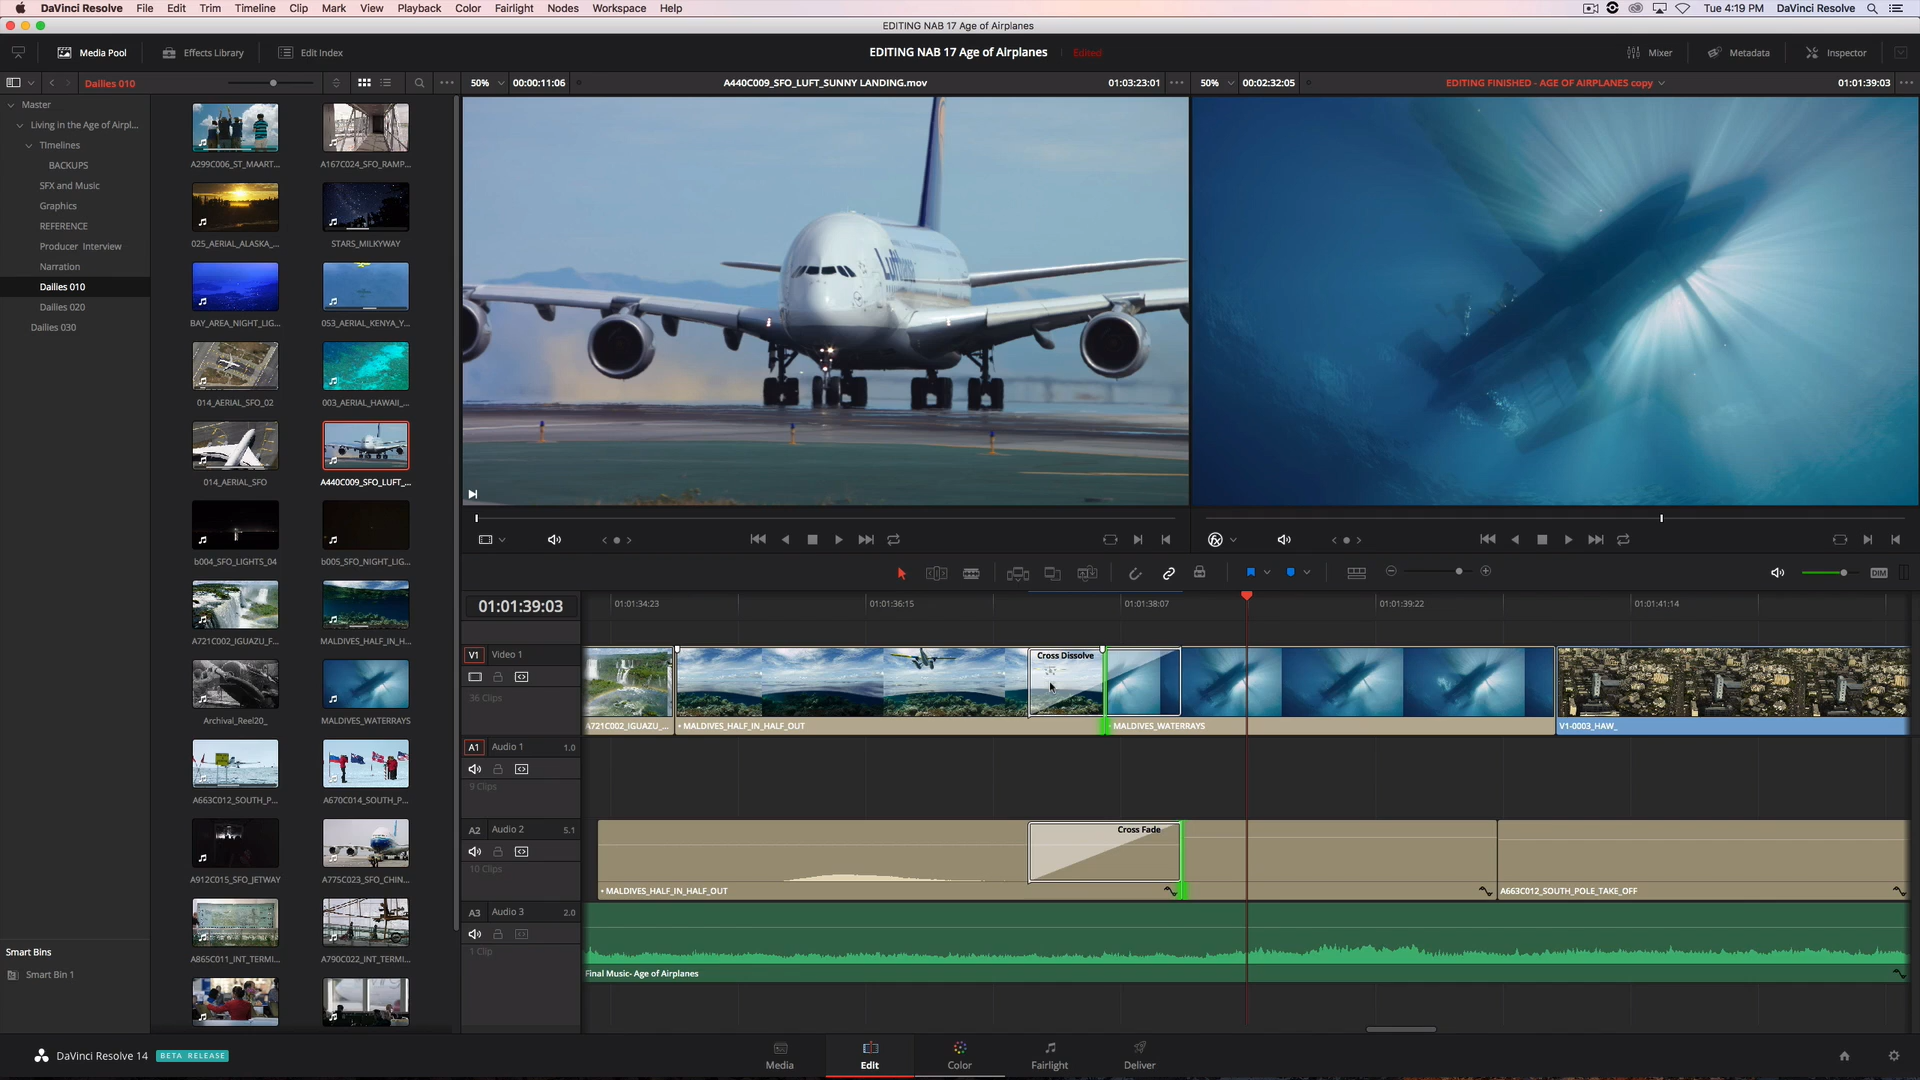 DaVinci Resolve File Edit Trim Timeline Clip Mark View Playback Color Fairlight Nodes Workspace Help
Tue 4:19 PM DaVinci Resolve
EDITING NAB 17 Age of Airplanes
Media Pool Effects Library Edit Index
EDITING NAB 17 Age of Airplanes Edited
Mixer Metadata Inspector
Dailies 010
50% 00:00:11:06 A440C009_SFO_LUFT_SUNNY LANDING.mov 01:03:23:01
50% 00:02:32:05 EDITING FINISHED - AGE OF AIRPLANES copy 01:01:39:03
Master
Living in the Age of Airpl...
TImelines
BACKUPS
SFX and Music
Graphics
REFERENCE
Producer Interview
Narration
Dailies 010
Dailies 020
Dailies 030
A299C006_ST_MAART... A167C024_SFO_RAMP...
025_AERIAL_ALASKA_... STARS_MILKYWAY
BAY_AREA_NIGHT_LIG... 053_AERIAL_KENYA_Y...
014_AERIAL_SFO_02 003_AERIAL_HAWAII_...
014_AERIAL_SFO A440C009_SFO_LUFT_...
b004_SFO_LIGHTS_04 b005_SFO_NIGHT_LIG...
A721C002_IGUAZU_F... MALDIVES_HALF_IN_H...
Archival_Reel20_ MALDIVES_WATERRAYS
A663C012_SOUTH_P... A670C014_SOUTH_P...
A912C015_SFO_JETWAY A775C023_SFO_CHIN...
A865C011_INT_TERMI... A790C022_INT_TERMI...
Smart Bins
Smart Bin 1
Lufthansa
DIM
01:01:39:03
01:01:34:23 01:01:36:15 01:01:38:07 01:01:39:22 01:01:41:14
V1 Video 1
36 Clips
Cross Dissolve
A721C002_IGUAZU_... • MALDIVES_HALF_IN_HALF_OUT MALDIVES_WATERRAYS V1-0003_HAW_
A1 Audio 1 1.0
9 Clips
A2 Audio 2 5.1
10 Clips
Cross Fade
• MALDIVES_HALF_IN_HALF_OUT A663C012_SOUTH_POLE_TAKE_OFF
A3 Audio 3 2.0
1 Clip
Final Music- Age of Airplanes
DaVinci Resolve 14 BETA RELEASE
Media Edit Color Fairlight Deliver